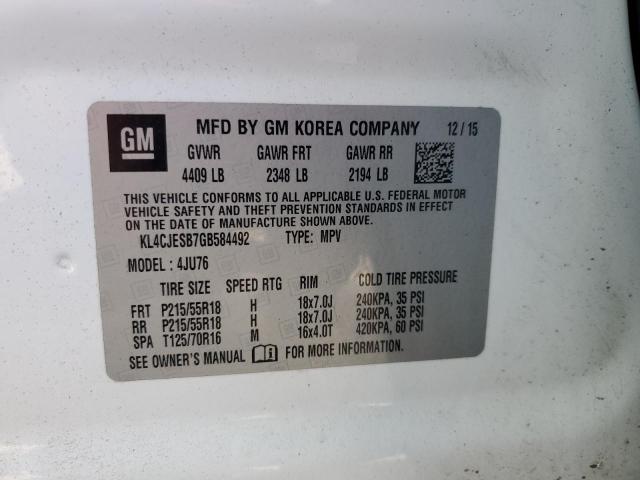 GM MFD BY GM KOREA COMPANY 12/15
GVWR GAWR FRT GAWR RR
4409 LB 2348 LB 2194 LB
THIS VEHICLE CONFORMS TO ALL APPLICABLE U.S. FEDERAL MOTOR
VEHICLE SAFETY AND THEFT PREVENTION STANDARDS IN EFFECT
ON THE DATE OF MANUFACTURE SHOWN ABOVE.
KL4CJESB7GB584492 TYPE: MPV
MODEL: 4JU76
TIRE SIZE SPEED RTG RIM COLD TIRE PRESSURE
FRT P215/55R18 H 18x7.0J 240KPA, 35 PSI
RR P215/55R18 H 18x7.0J 240KPA, 35 PSI
SPA T125/70R16 M 16x4.0T 420KPA, 60 PSI
SEE OWNER'S MANUAL FOR MORE INFORMATION.